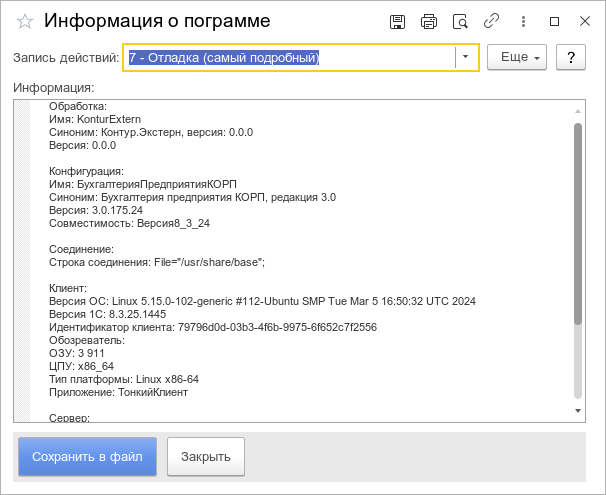 Информация о пограмме
Запись действий: 7 - Отладка (самый подробный) Еще ?
Информация:
Обработка:
Имя: KonturExtern
Синоним: Контур.Экстерн, версия: 0.0.0
Версия: 0.0.0
Конфигурация:
Имя: БухгалтерияПредприятияКОРП
Синоним: Бухгалтерия предприятия КОРП, редакция 3.0
Версия: 3.0.175.24
Совместимость: Версия8_3_24
Соединение:
Строка соединения: File="/usr/share/base";
Клиент:
Версия ОС: Linux 5.15.0-102-generic #112-Ubuntu SMP Tue Mar 5 16:50:32 UTC 2024
Версия 1С: 8.3.25.1445
Идентификатор клиента: 79796d0d-03b3-4f6b-9975-6f652c7f2556
Обозреватель:
ОЗУ: 3 911
ЦПУ: x86_64
Тип платформы: Linux x86-64
Приложение: ТонкийКлиент
Сервер:
Сохранить в файл Закрыть